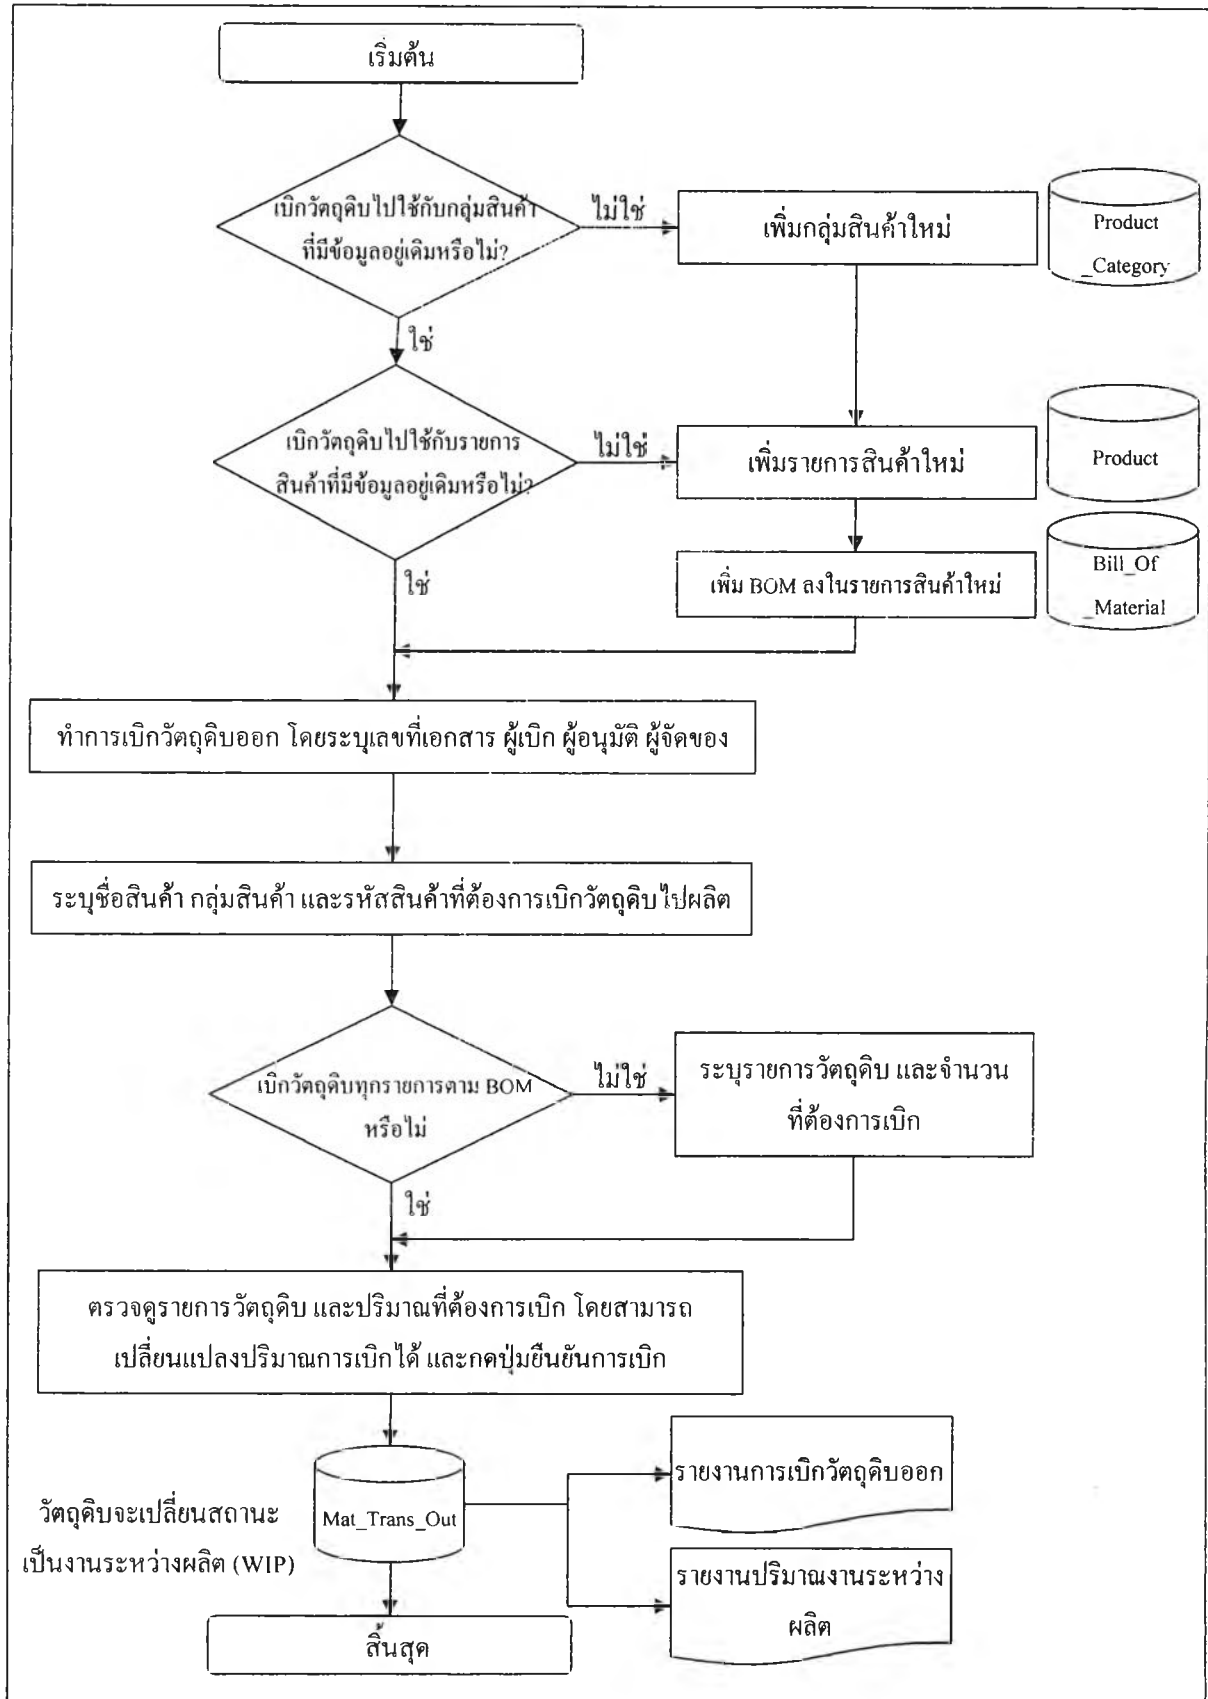 เริ่มต้น
เบิกวัตถุดิบไปใช้กับกลุ่มสินค้า
ที่มีข้อมูลอยู่เดิมหรือไม่?
ไม่ใช่
เพิ่มกลุ่มสินค้าใหม่
Product
_Category
ใช่
เบิกวัตถุดิบไปใช้กับรายการ
สินค้าที่มีข้อมูลอยู่เดิมหรือไม่?
ไม่ใช่
เพิ่มรายการสินค้าใหม่
Product
ใช่
เพิ่ม BOM ลงในรายการสินค้าใหม่
Bill_Of
_Material
ทำการเบิกวัตถุดิบออก โดยระบุเลขที่เอกสาร ผู้เบิก ผู้อนุมัติ ผู้จัดของ
ระบุชื่อสินค้า กลุ่มสินค้า และรหัสสินค้าที่ต้องการเบิกวัตถุดิบไปผลิต
เบิกวัตถุดิบทุกรายการตาม BOM
หรือไม่
ไม่ใช่
ระบุรายการวัตถุดิบ และจำนวน
ที่ต้องการเบิก
ใช่
ตรวจดูรายการวัตถุดิบ และปริมาณที่ต้องการเบิก โดยสามารถ
เปลี่ยนแปลงปริมาณการเบิกได้ และกดปุ่มยืนยันการเบิก
วัตถุดิบจะเปลี่ยนสถานะ
เป็นงานระหว่างผลิต (WIP)
Mat_Trans_Out
รายงานการเบิกวัตถุดิบออก
รายงานปริมาณงานระหว่าง
ผลิต
สิ้นสุด